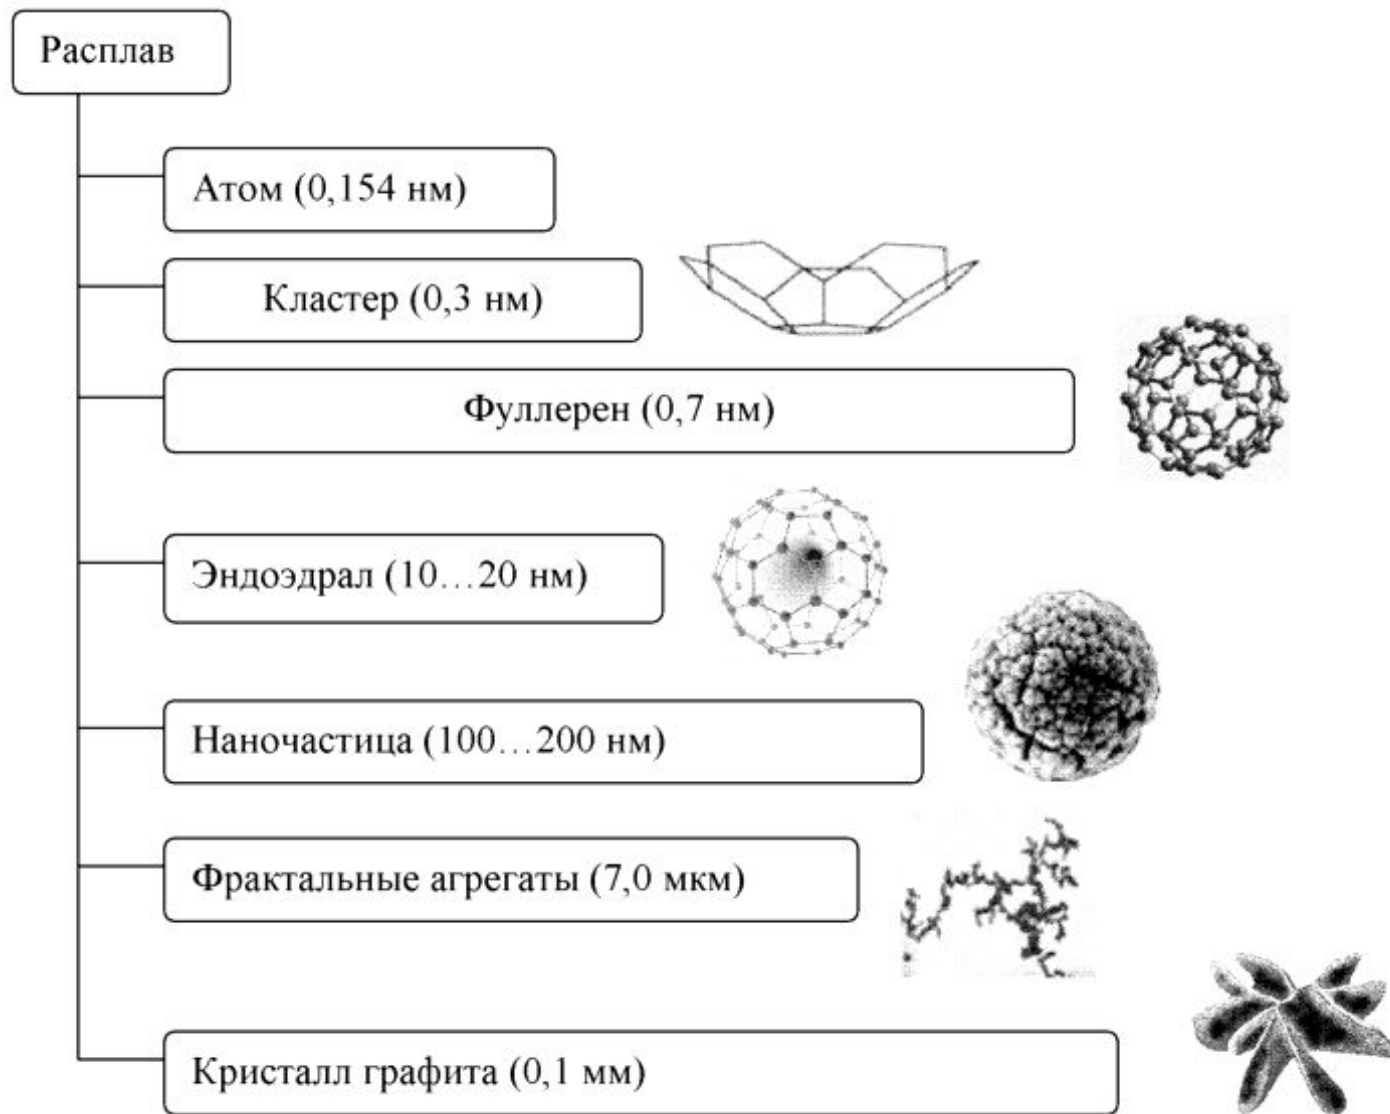 Расплав
Атом (0,154 нм)
Кластер (0,3 нм)
Фуллерен (0,7 нм)
Эндоэдрал (10…20 нм)
Наночастица (100…200 нм)
Фрактальные агрегаты (7,0 мкм)
Кристалл графита (0,1 мм)